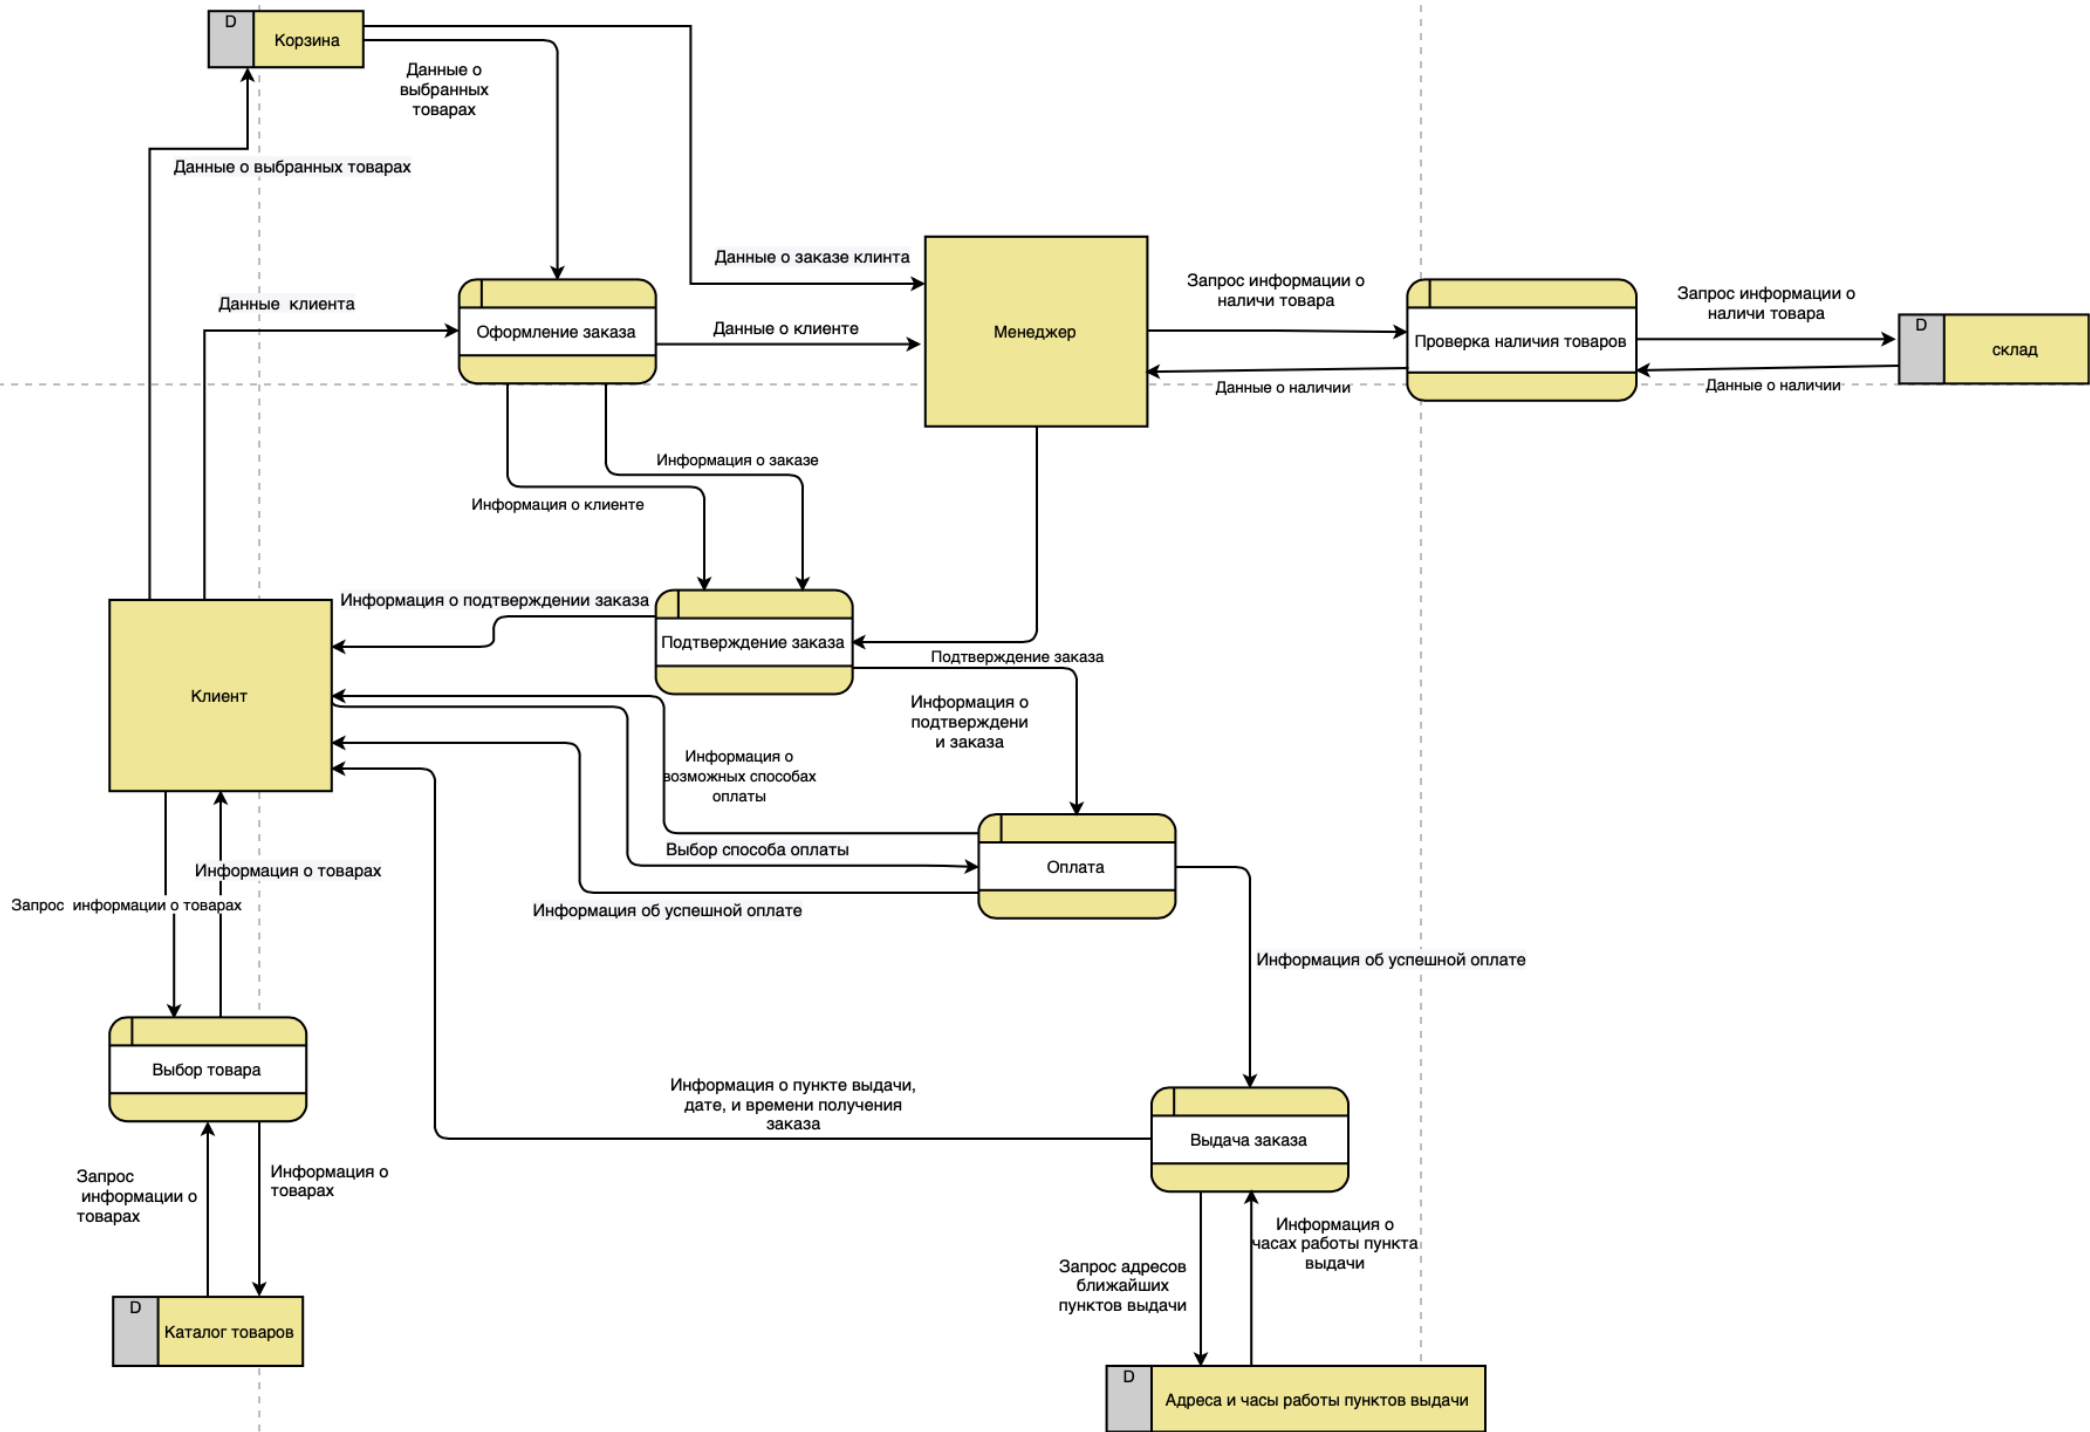 D
Корзина
Данные о
выбранных
товарах
Данные о выбранных товарах
Данные о заказе клинта
Запрос информации о
наличи товара
Запрос информации о
наличи товара
Данные  клиента
Оформление заказа
Данные о клиенте
Менеджер
Проверка наличия товаров
D
склад
Данные о наличии
Данные о наличии
Информация о заказе
Информация о клиенте
Информация о подтверждении заказа
Подтверждение заказа
Подтверждение заказа
Клиент
Информация о
подтверждени
и заказа
Информация о
возможных способах
оплаты
Выбор способа оплаты
Оплата
Информация о товарах
Запрос  информации о товарах
Информация об успешной оплате
Информация об успешной оплате
Выбор товара
Информация о пункте выдачи,
дате, и времени получения
заказа
Выдача заказа
Запрос
информации о
товарах
Информация о
товарах
Информация о
часах работы пункта
выдачи
Запрос адресов
ближайших
пунктов выдачи
D
Каталог товаров
D
Адреса и часы работы пунктов выдачи